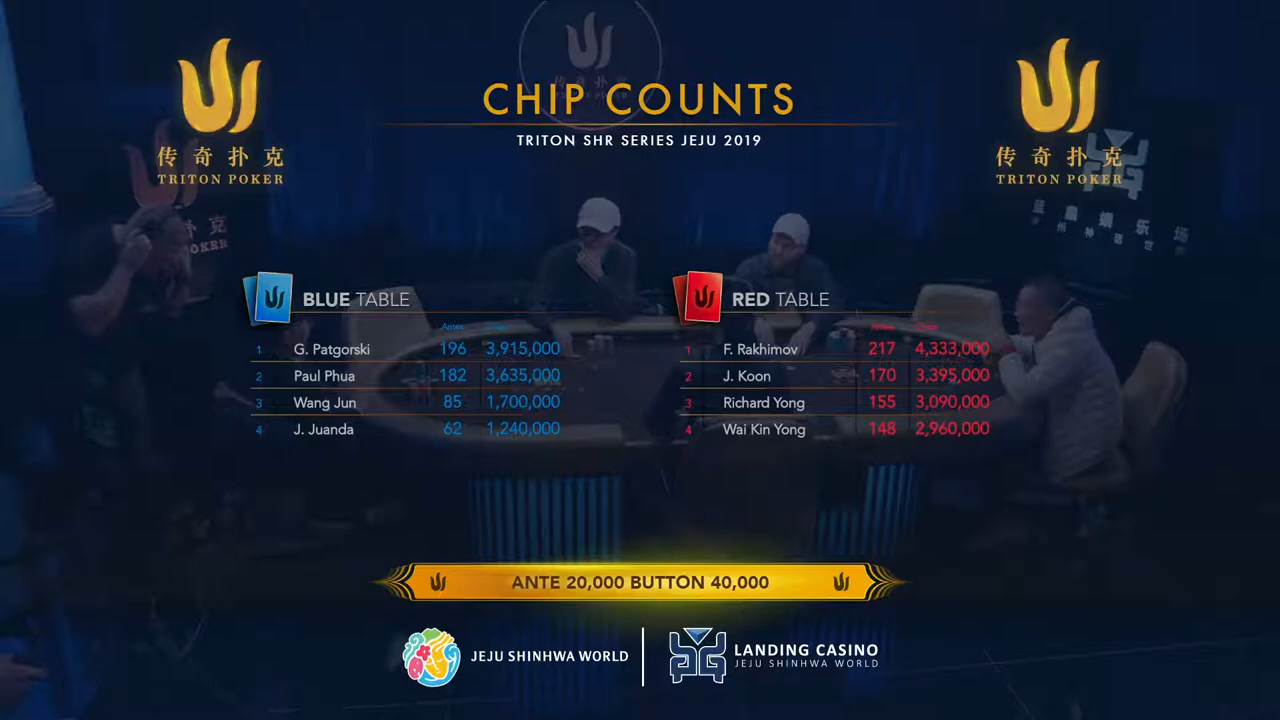 CHIP COUNTS
TRITON SHR SERIES JEJU 2019
传奇扑克
TRITON POKER
传奇扑克
TRITON POKER
BLUE TABLE
Antes
1 G. Patgorski 196 3,915,000
2 Paul Phua 182 3,635,000
3 Wang Jun 85 1,700,000
4 J. Juanda 62 1,240,000
RED TABLE
1 F. Rakhimov 217 4,333,000
2 J. Koon 170 3,395,000
3 Richard Yong 155 3,090,000
4 Wai Kin Yong 148 2,960,000
ANTE 20,000 BUTTON 40,000
JEJU SHINHWA WORLD
LANDING CASINO
JEJU SHINHWA WORLD